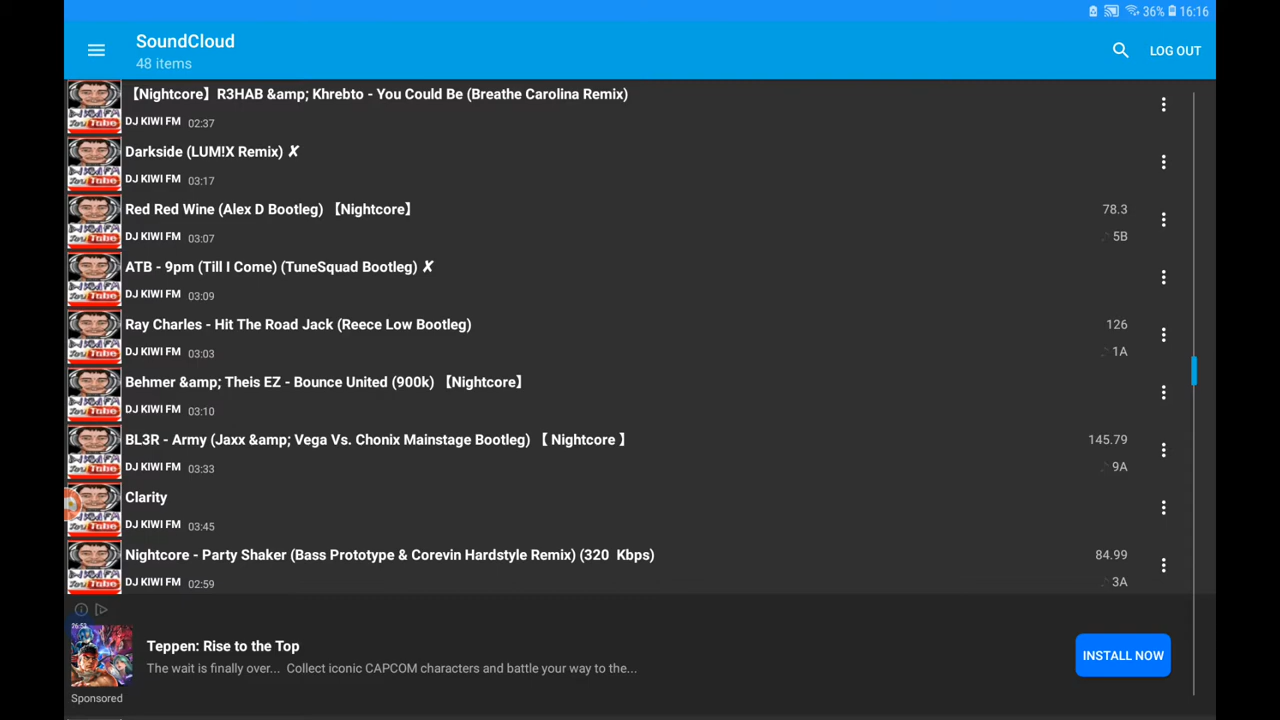 36% 16:16
SoundCloud
48 items
LOG OUT
【Nightcore】R3HAB &amp; Khrebto - You Could Be (Breathe Carolina Remix)
DJ KIWI FM 02:37
Darkside (LUM!X Remix) ✘
DJ KIWI FM 03:17
Red Red Wine (Alex D Bootleg) 【Nightcore】
78.3
DJ KIWI FM 03:07
5B
ATB - 9pm (Till I Come) (TuneSquad Bootleg) ✘
DJ KIWI FM 03:09
Ray Charles - Hit The Road Jack (Reece Low Bootleg)
126
DJ KIWI FM 03:03
1A
Behmer &amp; Theis EZ - Bounce United (900k) 【Nightcore】
DJ KIWI FM 03:10
BL3R - Army (Jaxx &amp; Vega Vs. Chonix Mainstage Bootleg) 【 Nightcore 】
145.79
DJ KIWI FM 03:33
9A
Clarity
DJ KIWI FM 03:45
Nightcore - Party Shaker (Bass Prototype & Corevin Hardstyle Remix) (320 Kbps)
84.99
DJ KIWI FM 02:59
3A
26:53
Teppen: Rise to the Top
The wait is finally over... Collect iconic CAPCOM characters and battle your way to the...
INSTALL NOW
Sponsored